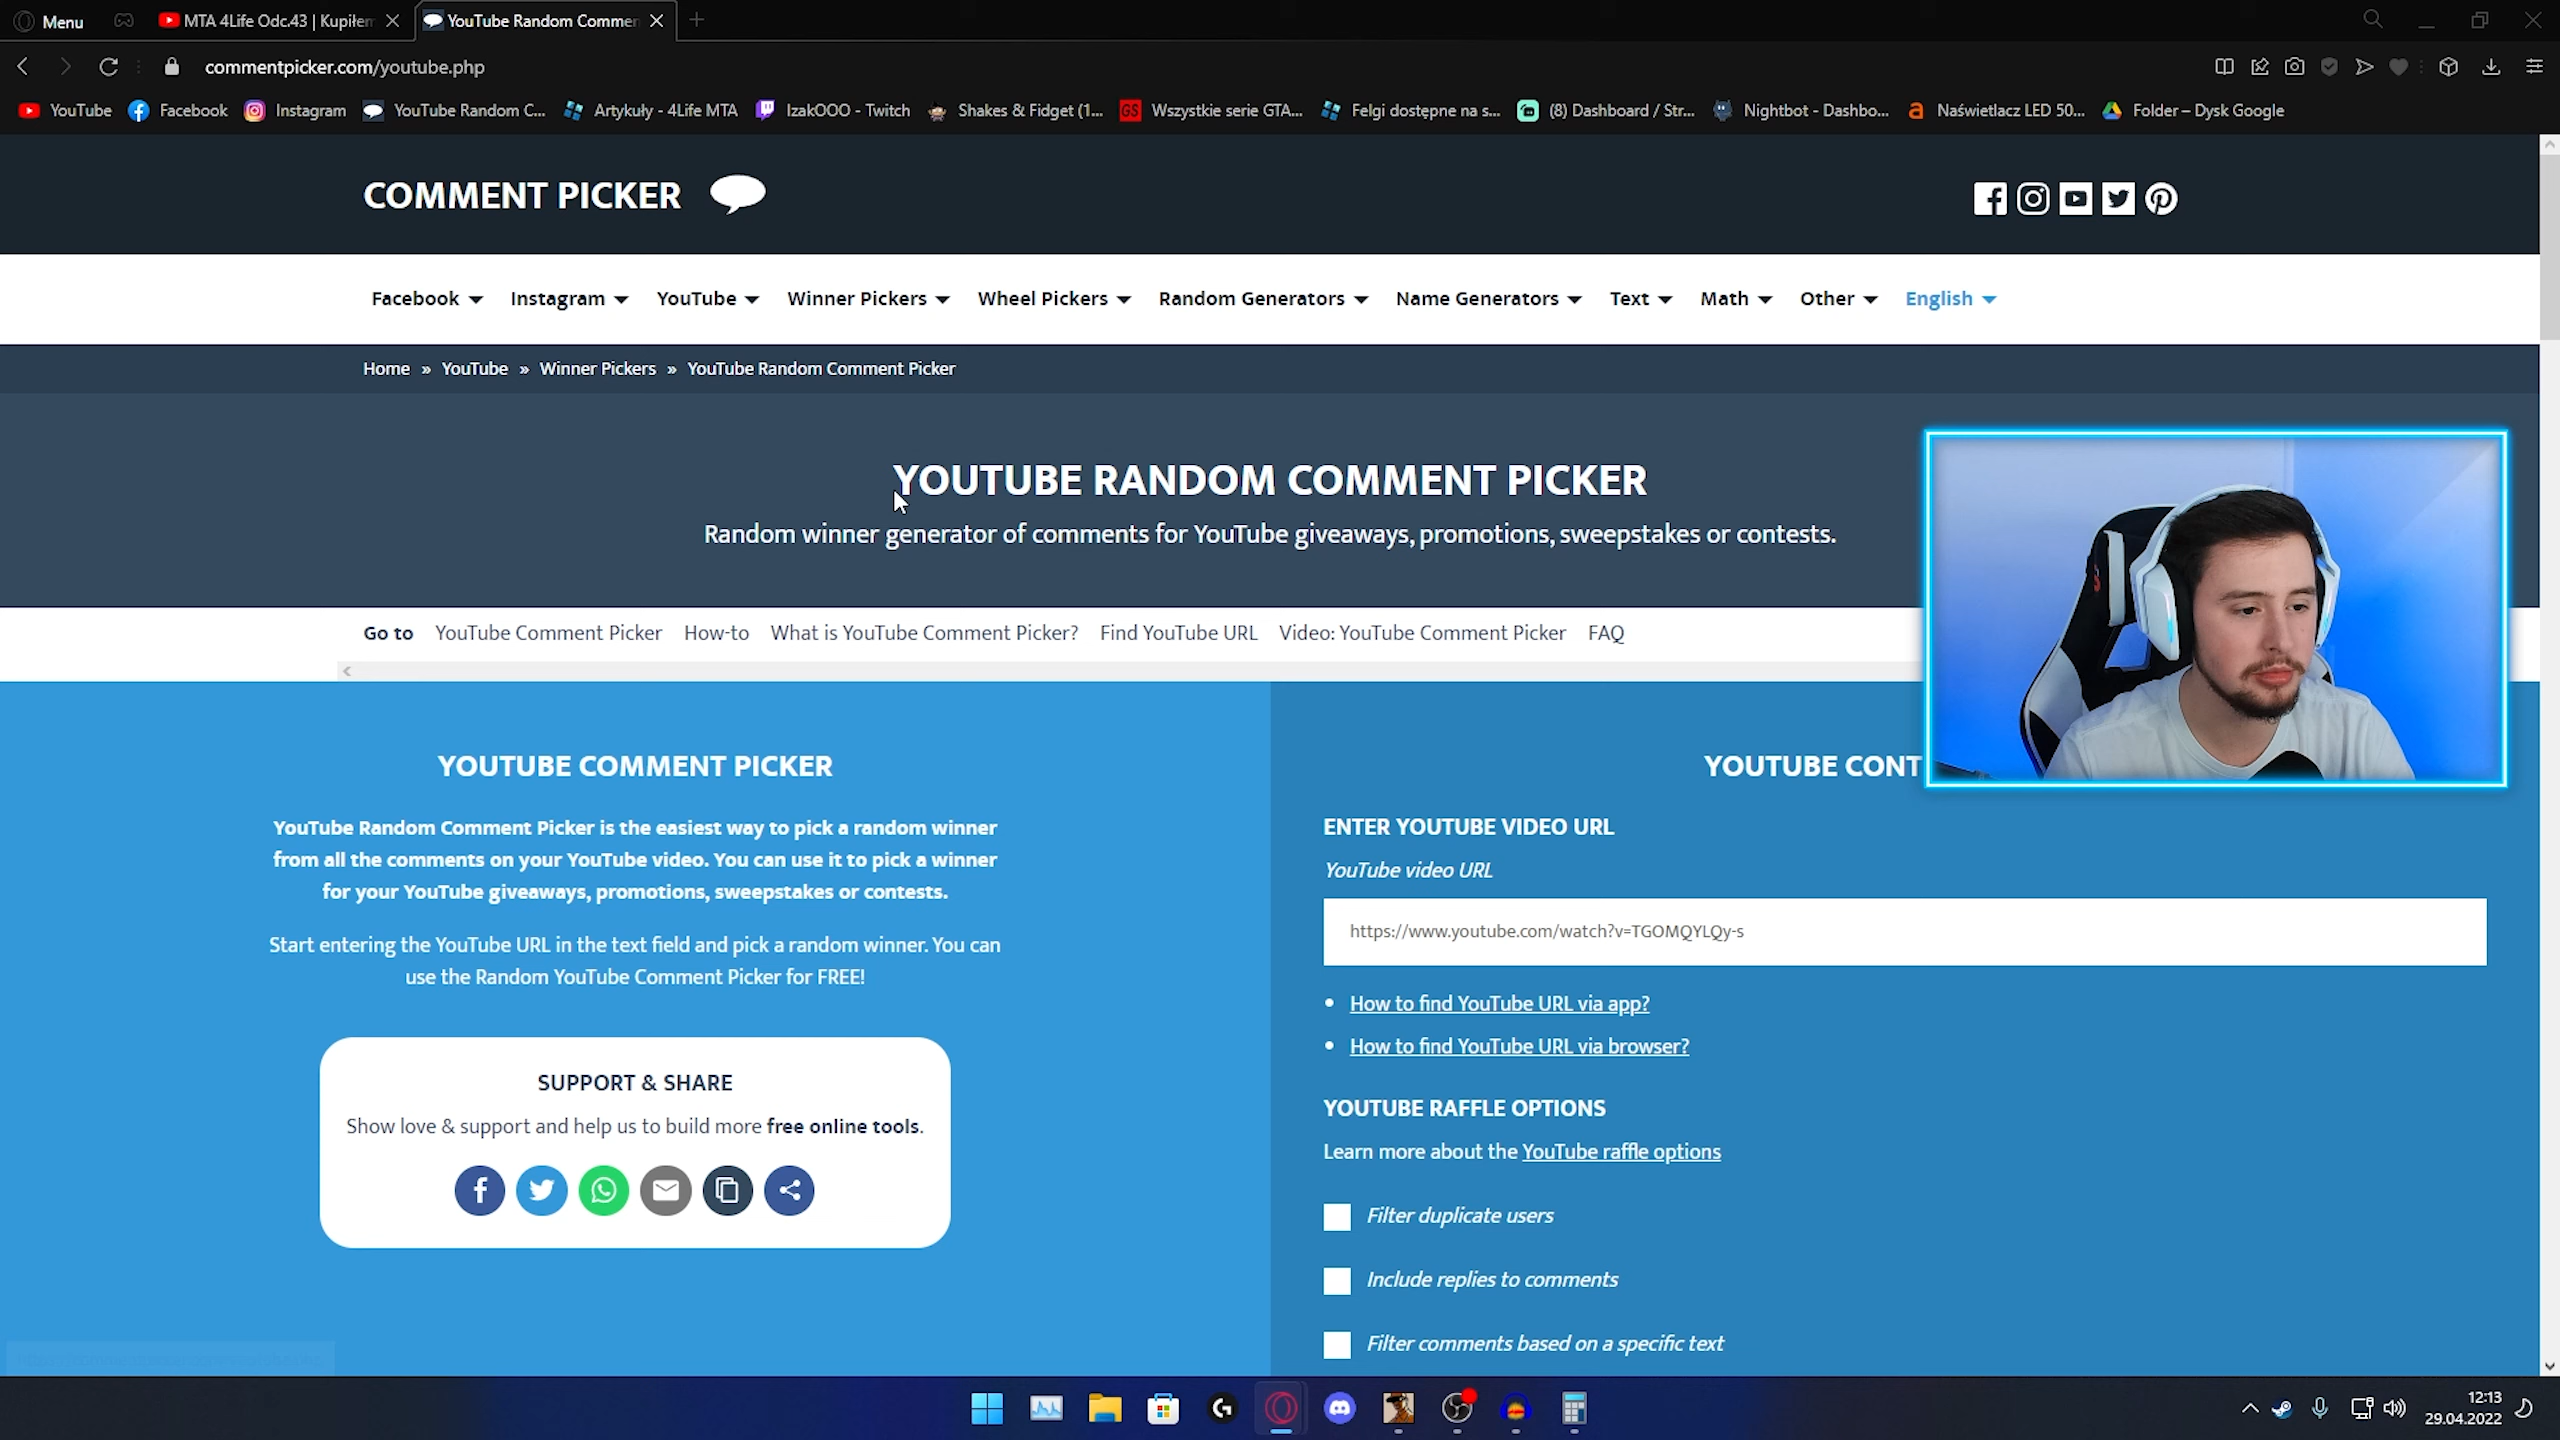 Menu
MTA 4Life Odc.43 | Kupiłem
YouTube Random Commen
commentpicker.com/youtube.php
YouTube
Facebook
Instagram
YouTube Random C...
Artykuły - 4Life MTA
IzakOOO - Twitch
Shakes & Fidget (1...
GS
Wszystkie serie GTA...
Felgi dostępne na s...
(8) Dashboard / Str...
Nightbot - Dashbo...
a
Naświetlacz LED 50...
Folder – Dysk Google
COMMENT PICKER
Facebook
Instagram
YouTube
Winner Pickers
Wheel Pickers
Random Generators
Name Generators
Text
Math
Other
English
Home » YouTube » Winner Pickers » YouTube Random Comment Picker
YOUTUBE RANDOM COMMENT PICKER
Random winner generator of comments for YouTube giveaways, promotions, sweepstakes or contests.
Go to
YouTube Comment Picker
How-to
What is YouTube Comment Picker?
Find YouTube URL
Video: YouTube Comment Picker
FAQ
YOUTUBE COMMENT PICKER
YouTube Random Comment Picker is the easiest way to pick a random winner
from all the comments on your YouTube video. You can use it to pick a winner
for your YouTube giveaways, promotions, sweepstakes or contests.
Start entering the YouTube URL in the text field and pick a random winner. You can
use the Random YouTube Comment Picker for FREE!
SUPPORT & SHARE
Show love & support and help us to build more free online tools.
YOUTUBE CONT
ENTER YOUTUBE VIDEO URL
YouTube video URL
https://www.youtube.com/watch?v=TGOMQYLQy-s
• How to find YouTube URL via app?
• How to find YouTube URL via browser?
YOUTUBE RAFFLE OPTIONS
Learn more about the YouTube raffle options
Filter duplicate users
Include replies to comments
Filter comments based on a specific text
12:13
29.04.2022